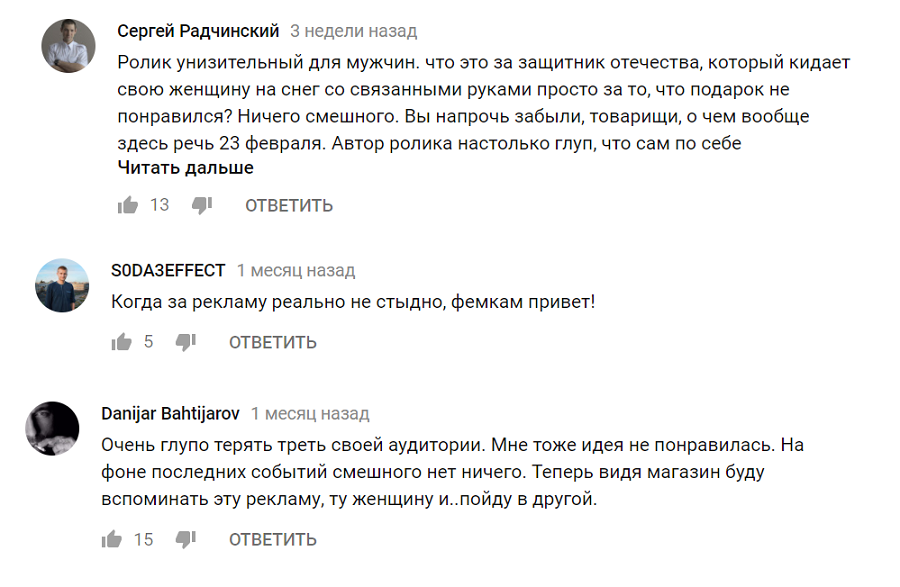 Сергей Радчинский 3 недели назад
Ролик унизительный для мужчин. что это за защитник отечества, который кидает
свою женщину на снег со связанными руками просто за то, что подарок не
понравился? Ничего смешного. Вы напрочь забыли, товарищи, о чем вообще
здесь речь 23 февраля. Автор ролика настолько глуп, что сам по себе
Читать дальше
13 ОТВЕТИТЬ
S0DA3EFFECT 1 месяц назад
Когда за рекламу реально не стыдно, фемкам привет!
5 ОТВЕТИТЬ
Danijar Bahtijarov 1 месяц назад
Очень глупо терять треть своей аудитории. Мне тоже идея не понравилась. На
фоне последних событий смешного нет ничего. Теперь видя магазин буду
вспоминать эту рекламу, ту женщину и..пойду в другой.
15 ОТВЕТИТЬ